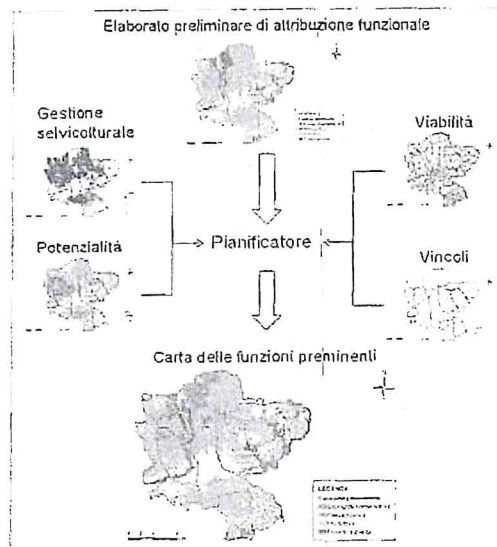 Elaborato preliminare di attribuzione funzionale
Gestione
selvicolturale
Viabilità
Potenzialità
Pianificatore
Vincoli
Carta delle funzioni preminenti
LEGENDA